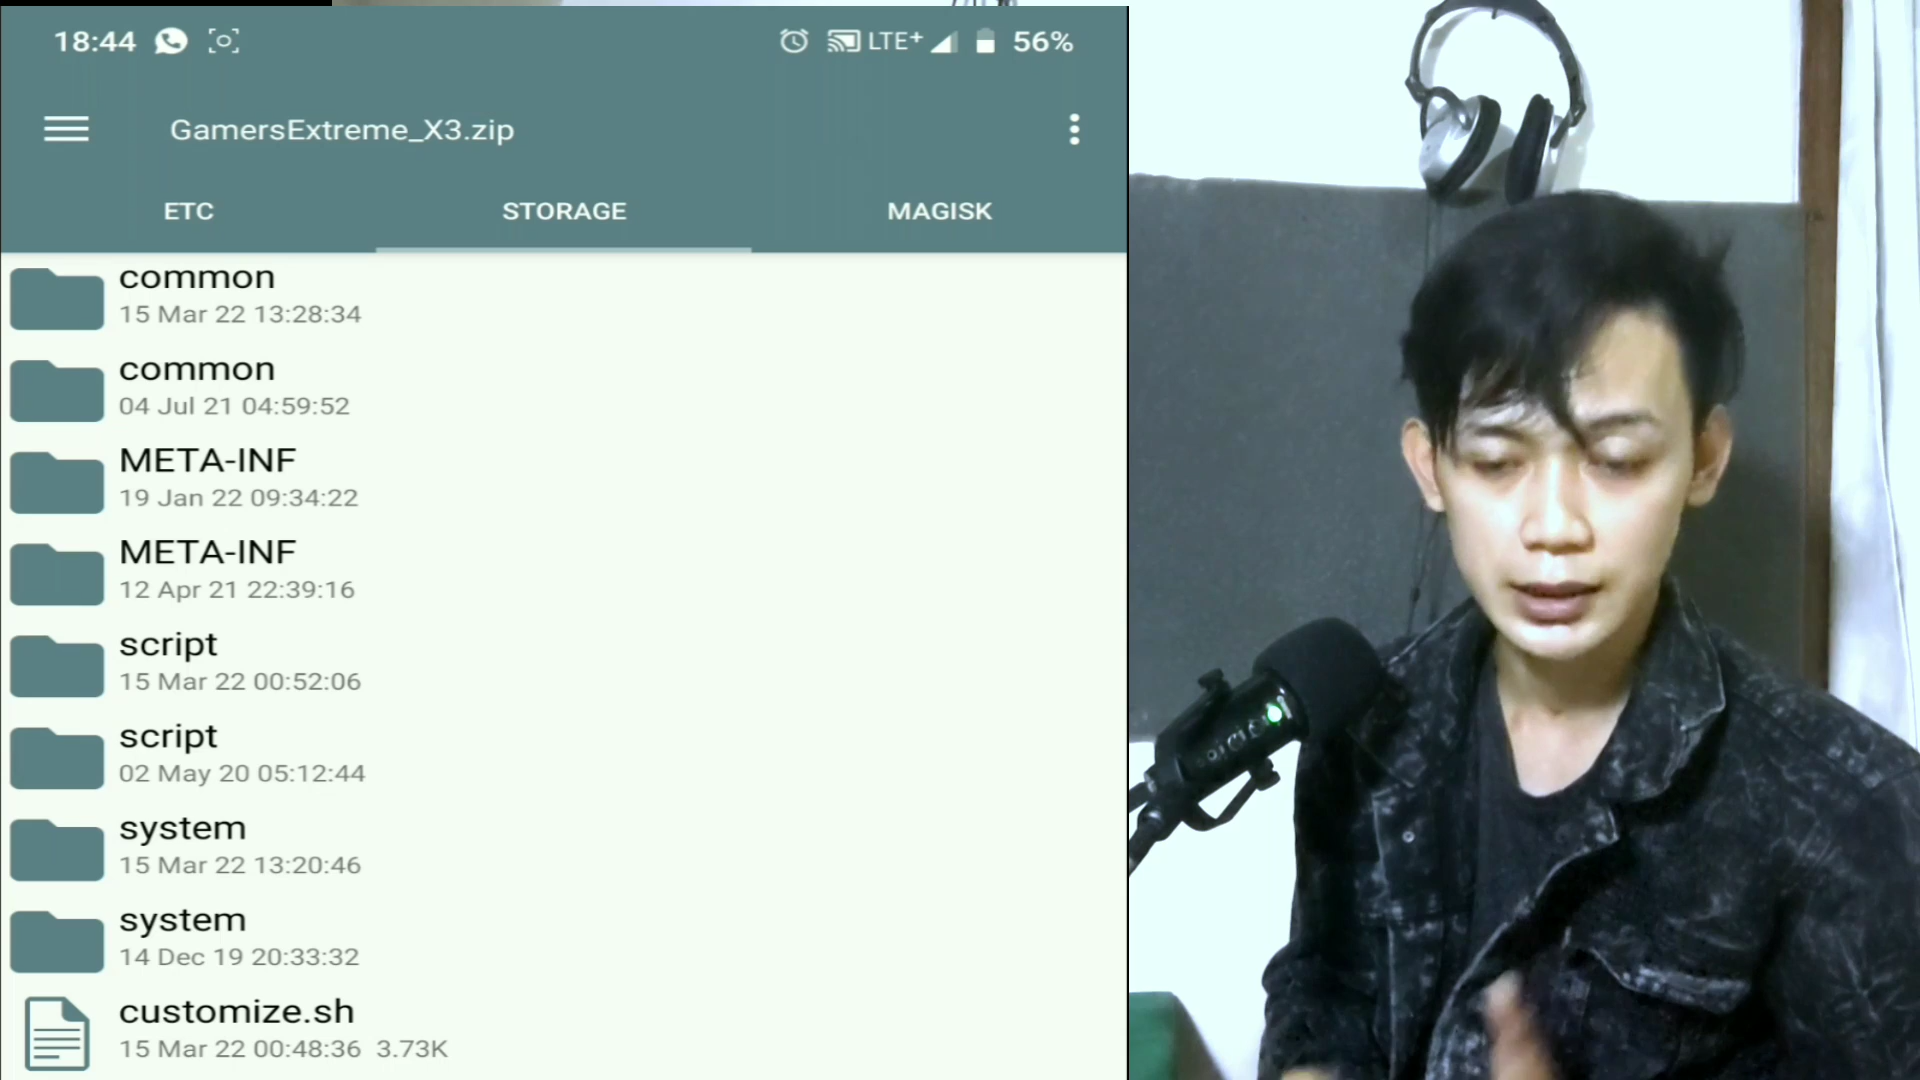 18:44 LTE+ 56%
GamersExtreme_X3.zip
ETC STORAGE MAGISK
common
15 Mar 22 13:28:34
common
04 Jul 21 04:59:52
META-INF
19 Jan 22 09:34:22
META-INF
12 Apr 21 22:39:16
script
15 Mar 22 00:52:06
script
02 May 20 05:12:44
system
15 Mar 22 13:20:46
system
14 Dec 19 20:33:32
customize.sh
15 Mar 22 00:48:36 3.73K